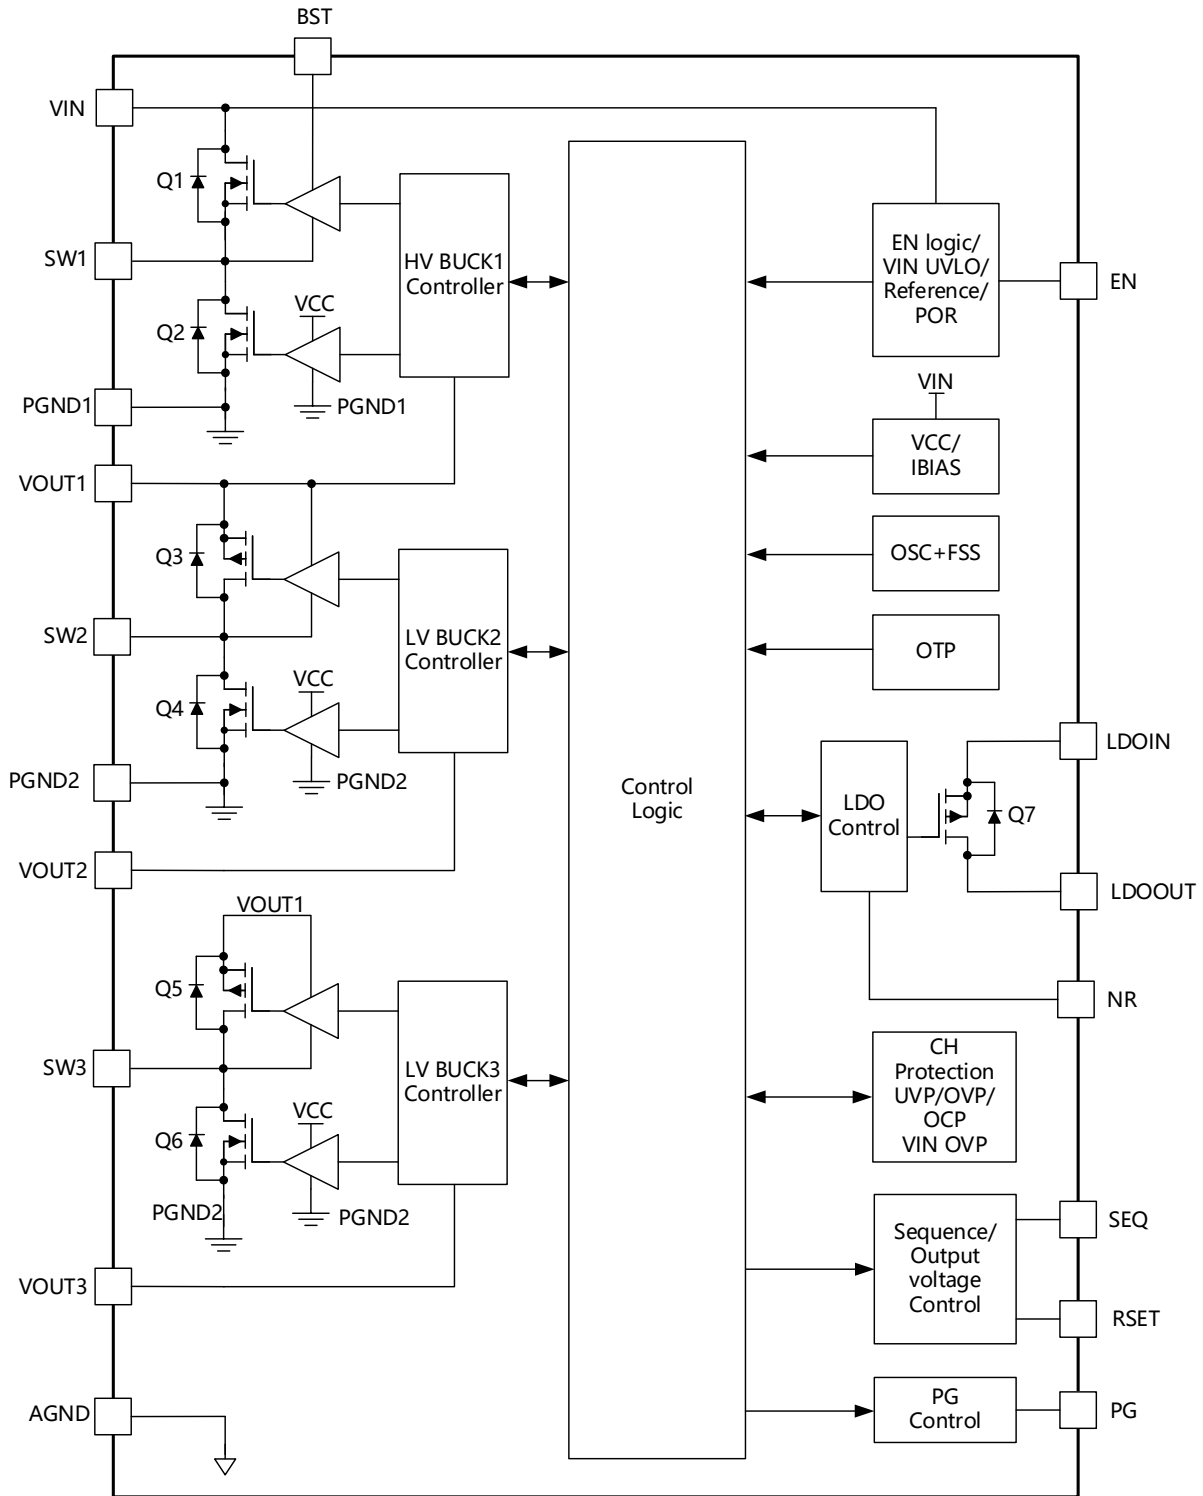 BST
VIN
Q1
SW1
HV BUCK1
Controller
EN logic/
VIN UVLO/
Reference/
POR
EN
Q2
VCC
PGND1
PGND1
VIN
VCC/
IBIAS
VOUT1
Q3
OSC+FSS
SW2
LV BUCK2
Controller
OTP
Q4
VCC
PGND2
PGND2
Control
Logic
LDOIN
LDO
Control
Q7
VOUT2
LDOOUT
VOUT1
Q5
NR
SW3
LV BUCK3
Controller
CH
Protection
UVP/OVP/
OCP
VIN OVP
Q6
VCC
PGND2
PGND2
Sequence/
Output
voltage
Control
SEQ
RSET
VOUT3
AGND
PG
Control
PG